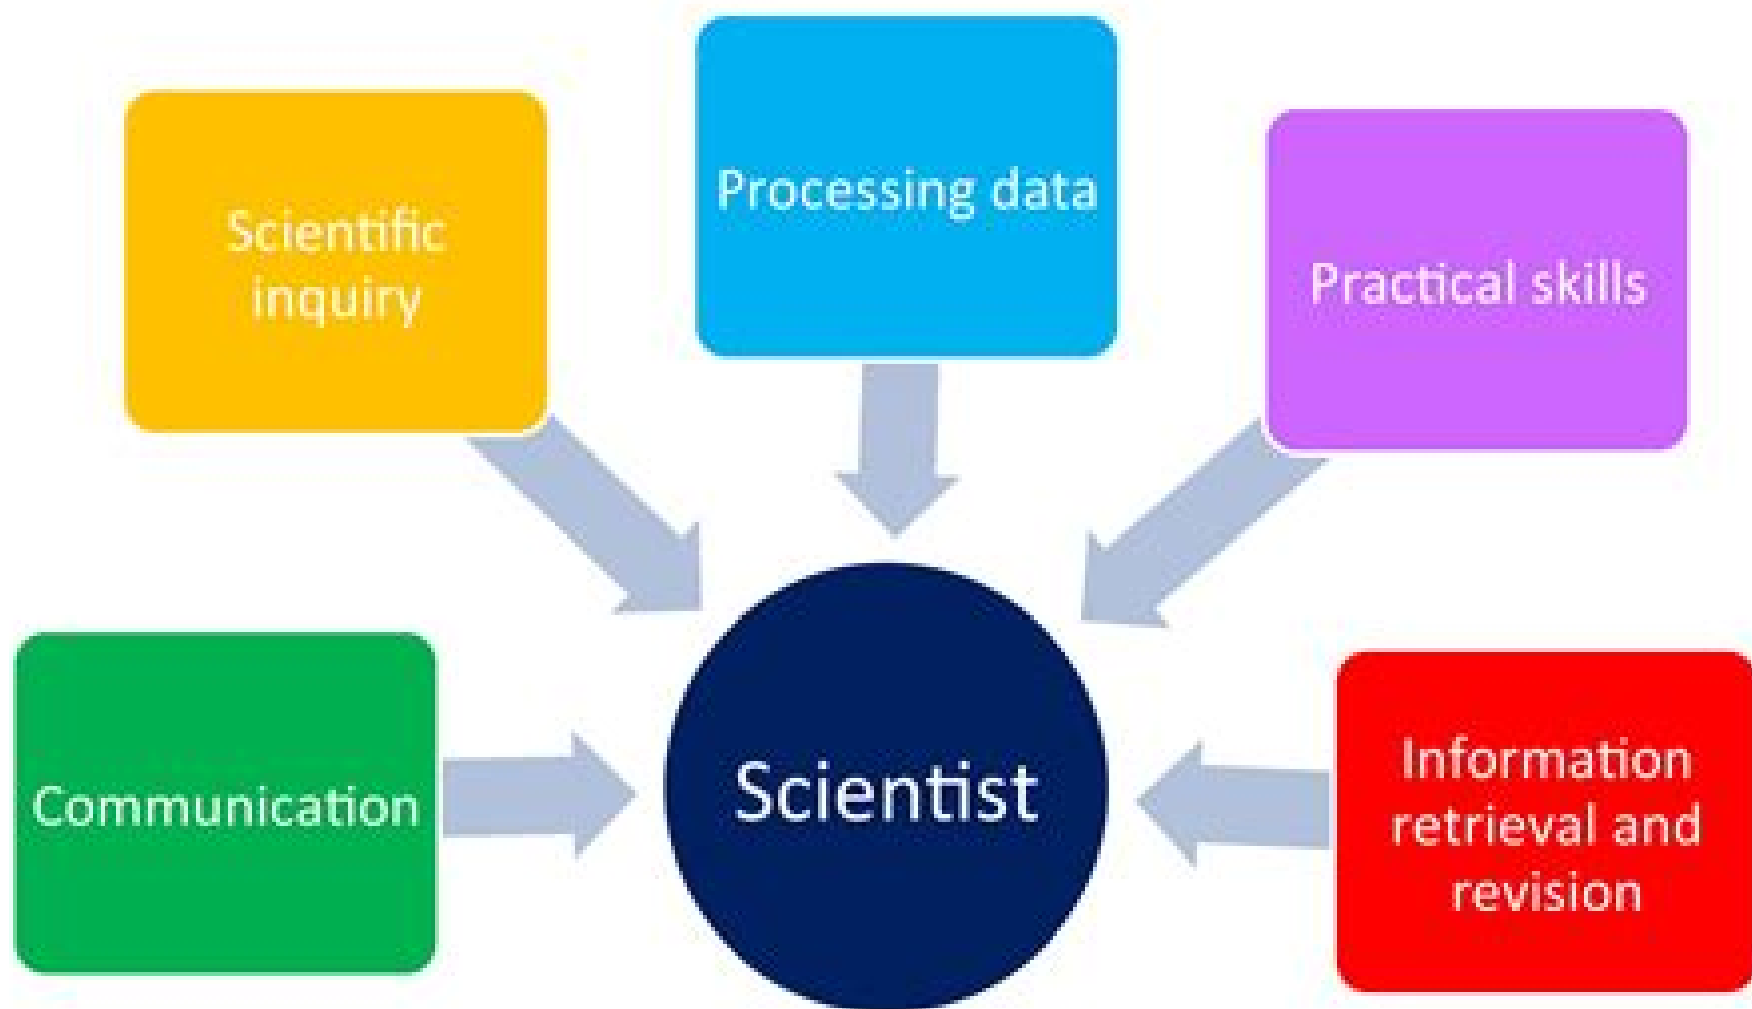 Processing data
Scientific
inquiry
Practical skills
Communication
Scientist
Information
retrieval and
revision